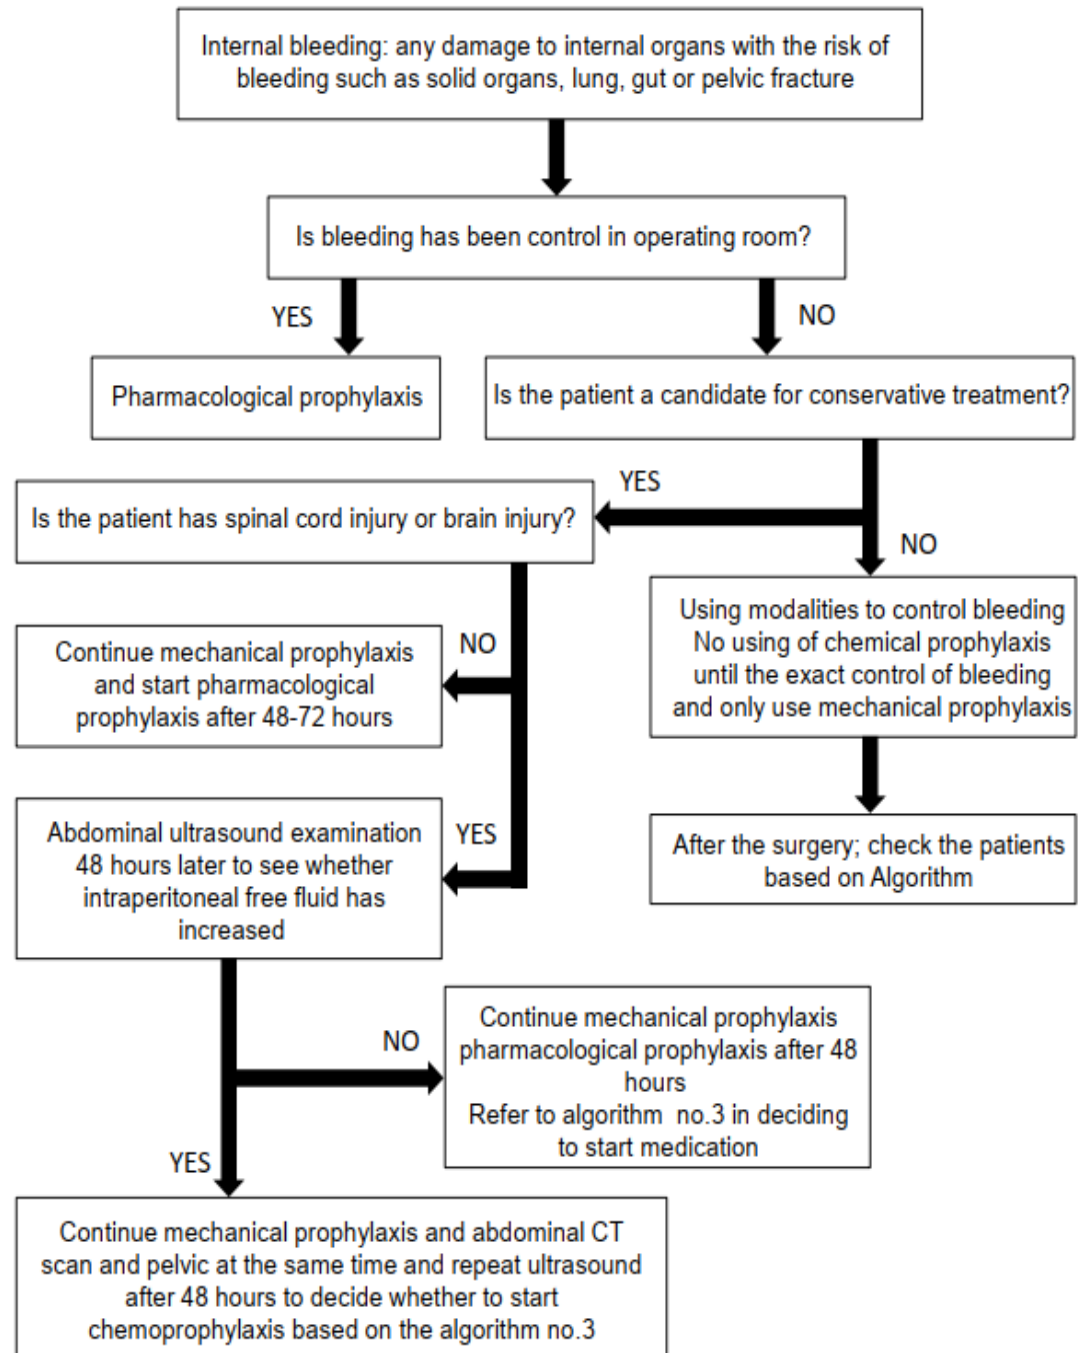 Internal bleeding: any damage to internal organs with the risk of
bleeding such as solid organs, lung, gut or pelvic fracture
Is bleeding has been control in operating room?
YES
NO
Pharmacological prophylaxis
Is the patient a candidate for conservative treatment?
YES
Is the patient has spinal cord injury or brain injury?
NO
Using modalities to control bleeding
No using of chemical prophylaxis
until the exact control of bleeding
and only use mechanical prophylaxis
NO
Continue mechanical prophylaxis
and start pharmacological
prophylaxis after 48-72 hours
YES
Abdominal ultrasound examination
48 hours later to see whether
intraperitoneal free fluid has
increased
After the surgery; check the patients
based on Algorithm
NO
Continue mechanical prophylaxis
pharmacological prophylaxis after 48
hours
Refer to algorithm no.3 in deciding
to start medication
YES
Continue mechanical prophylaxis and abdominal CT
scan and pelvic at the same time and repeat ultrasound
after 48 hours to decide whether to start
chemoprophylaxis based on the algorithm no.3